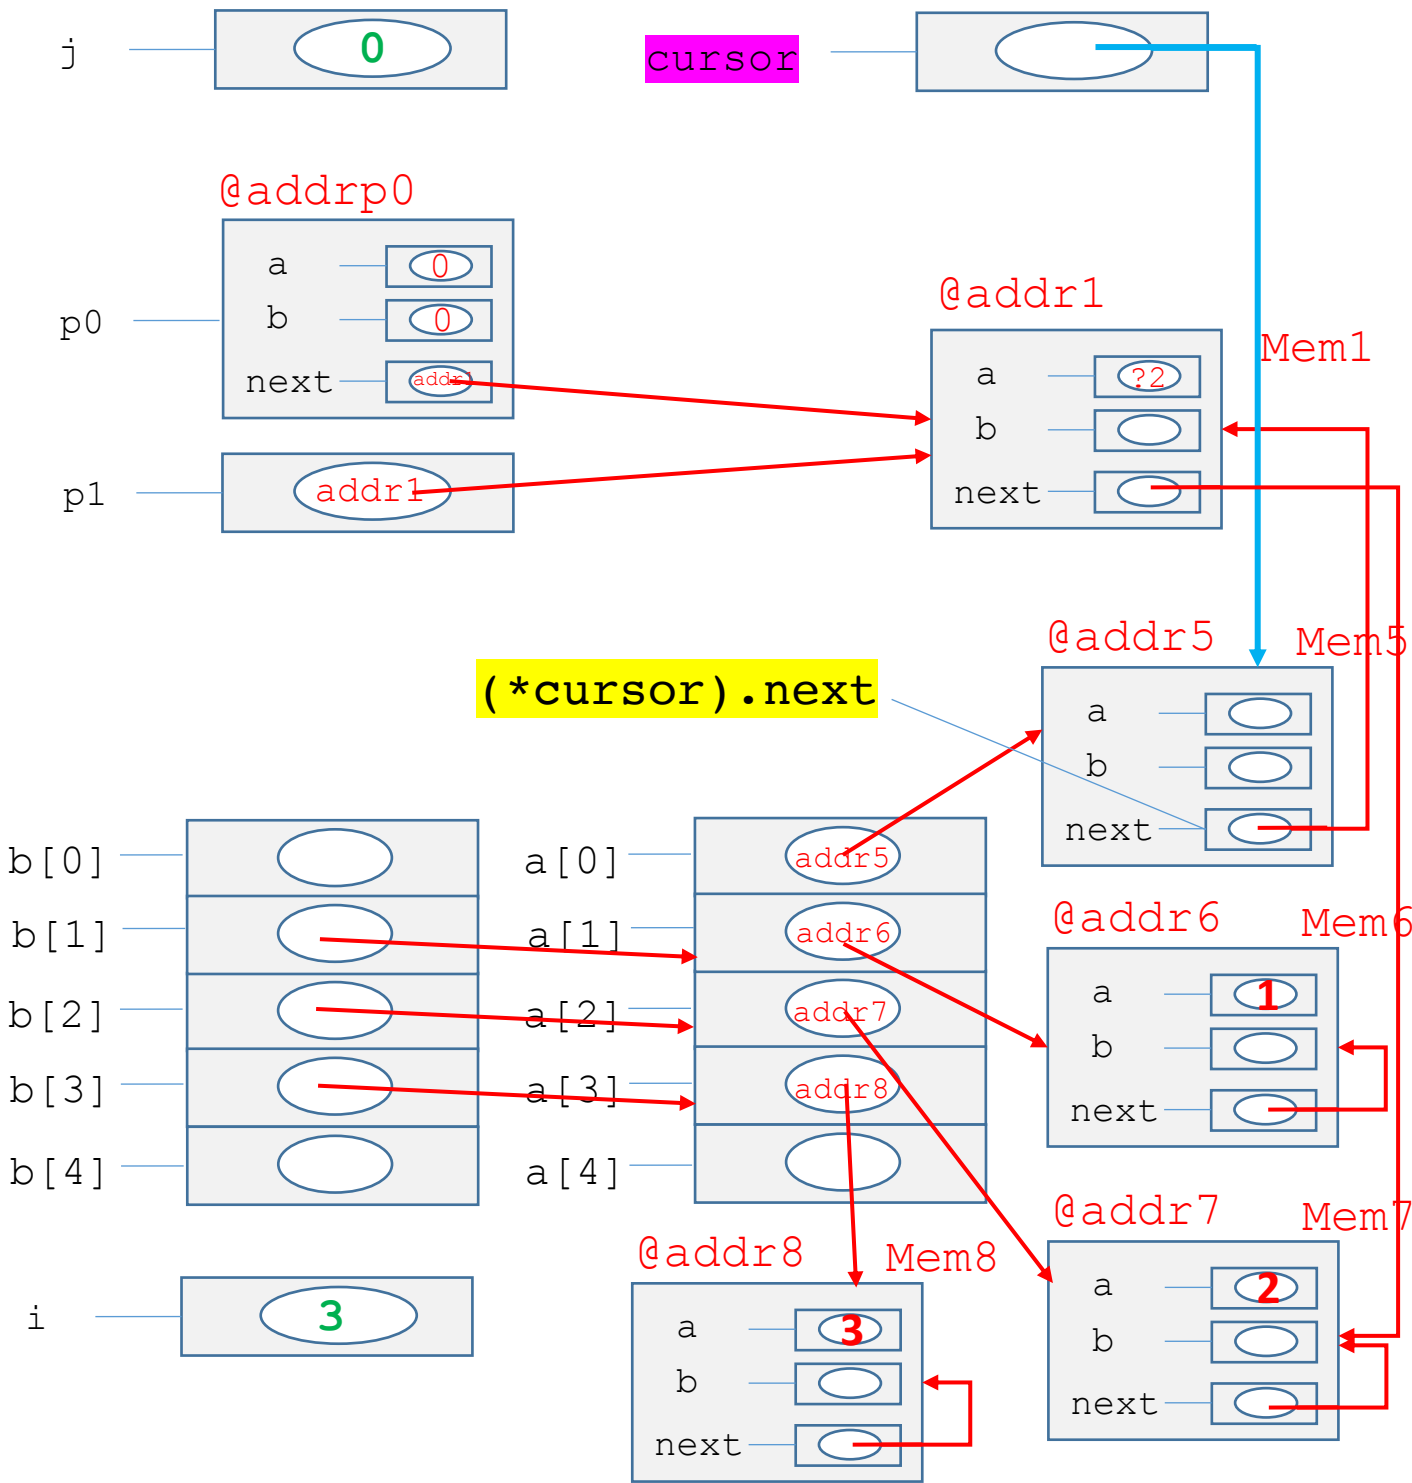 j 0 cursor
@addrp0
a 0
b 0
p0
next addr1
@addr1
Mem1
a ?2
b
next
p1 addr1
@addr5 Mem5
(*cursor).next
a
b
next
b[0] a[0] addr5
b[1] a[1] addr6
b[2] a[2] addr7
b[3] a[3] addr8
b[4] a[4]
@addr6 Mem6
a 1
b
next
@addr7 Mem7
a 2
b
next
@addr8 Mem8
a 3
b
next
i 3